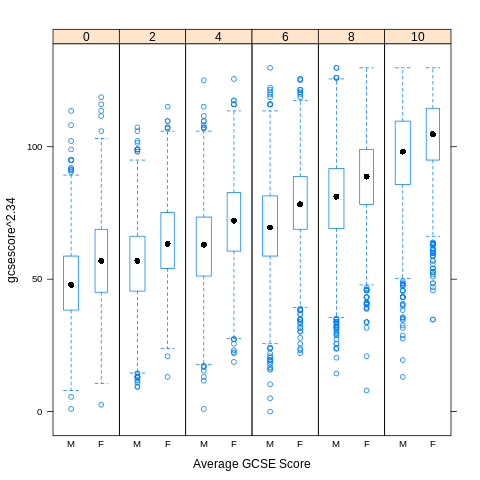 0 2 4 6 8 10
gcsescore^2.34
100
50
0
M F M F M F M F M F M F
Average GCSE Score